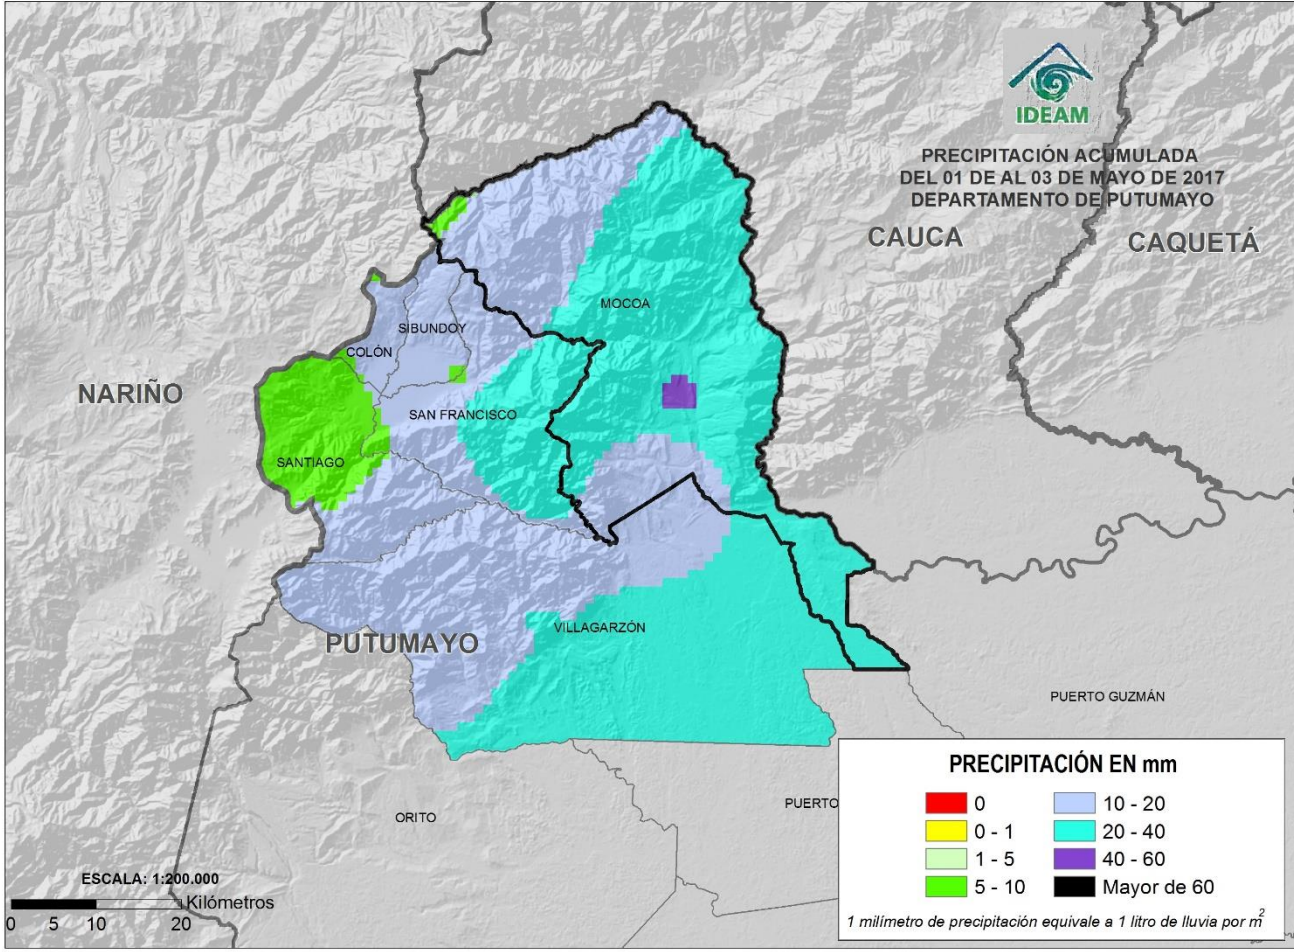 IDEAM
PRECIPITACIÓN ACUMULADA
DEL 01 DE AL 03 DE MAYO DE 2017
DEPARTAMENTO DE PUTUMAYO
CAUCA
CAQUETÁ
MOCOA
SIBUNDOY
COLÓN
NARIÑO
SAN FRANCISCO
SANTIAGO
VILLAGARZÓN
PUTUMAYO
PUERTO GUZMÁN
PUERTO
ORITO
PRECIPITACIÓN EN mm
0
0 - 1
1 - 5
5 - 10
10 - 20
20 - 40
40 - 60
Mayor de 60
1 milímetro de precipitación equivale a 1 litro de lluvia por m²
ESCALA: 1:200.000
Kilómetros
0 5 10 20